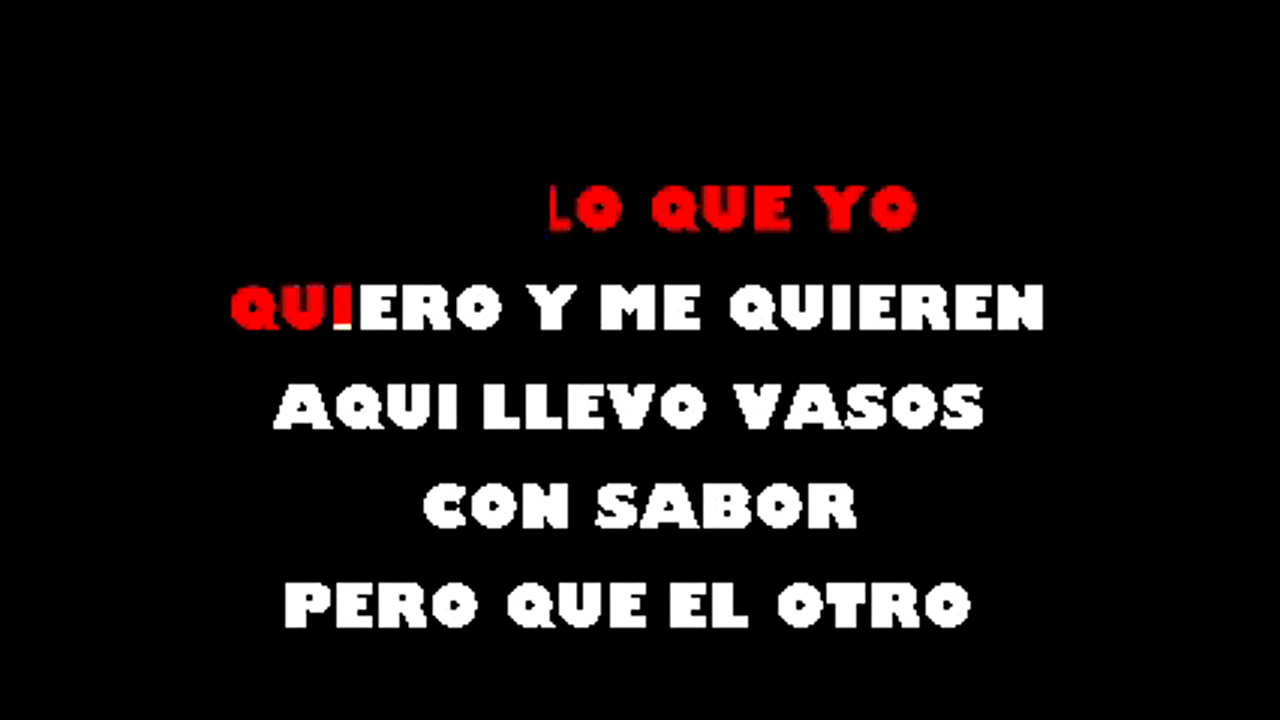 LO QUE YO
QUIERO Y ME QUIEREN
AQUI LLEVO VASOS
CON SABOR
PERO QUE EL OTRO